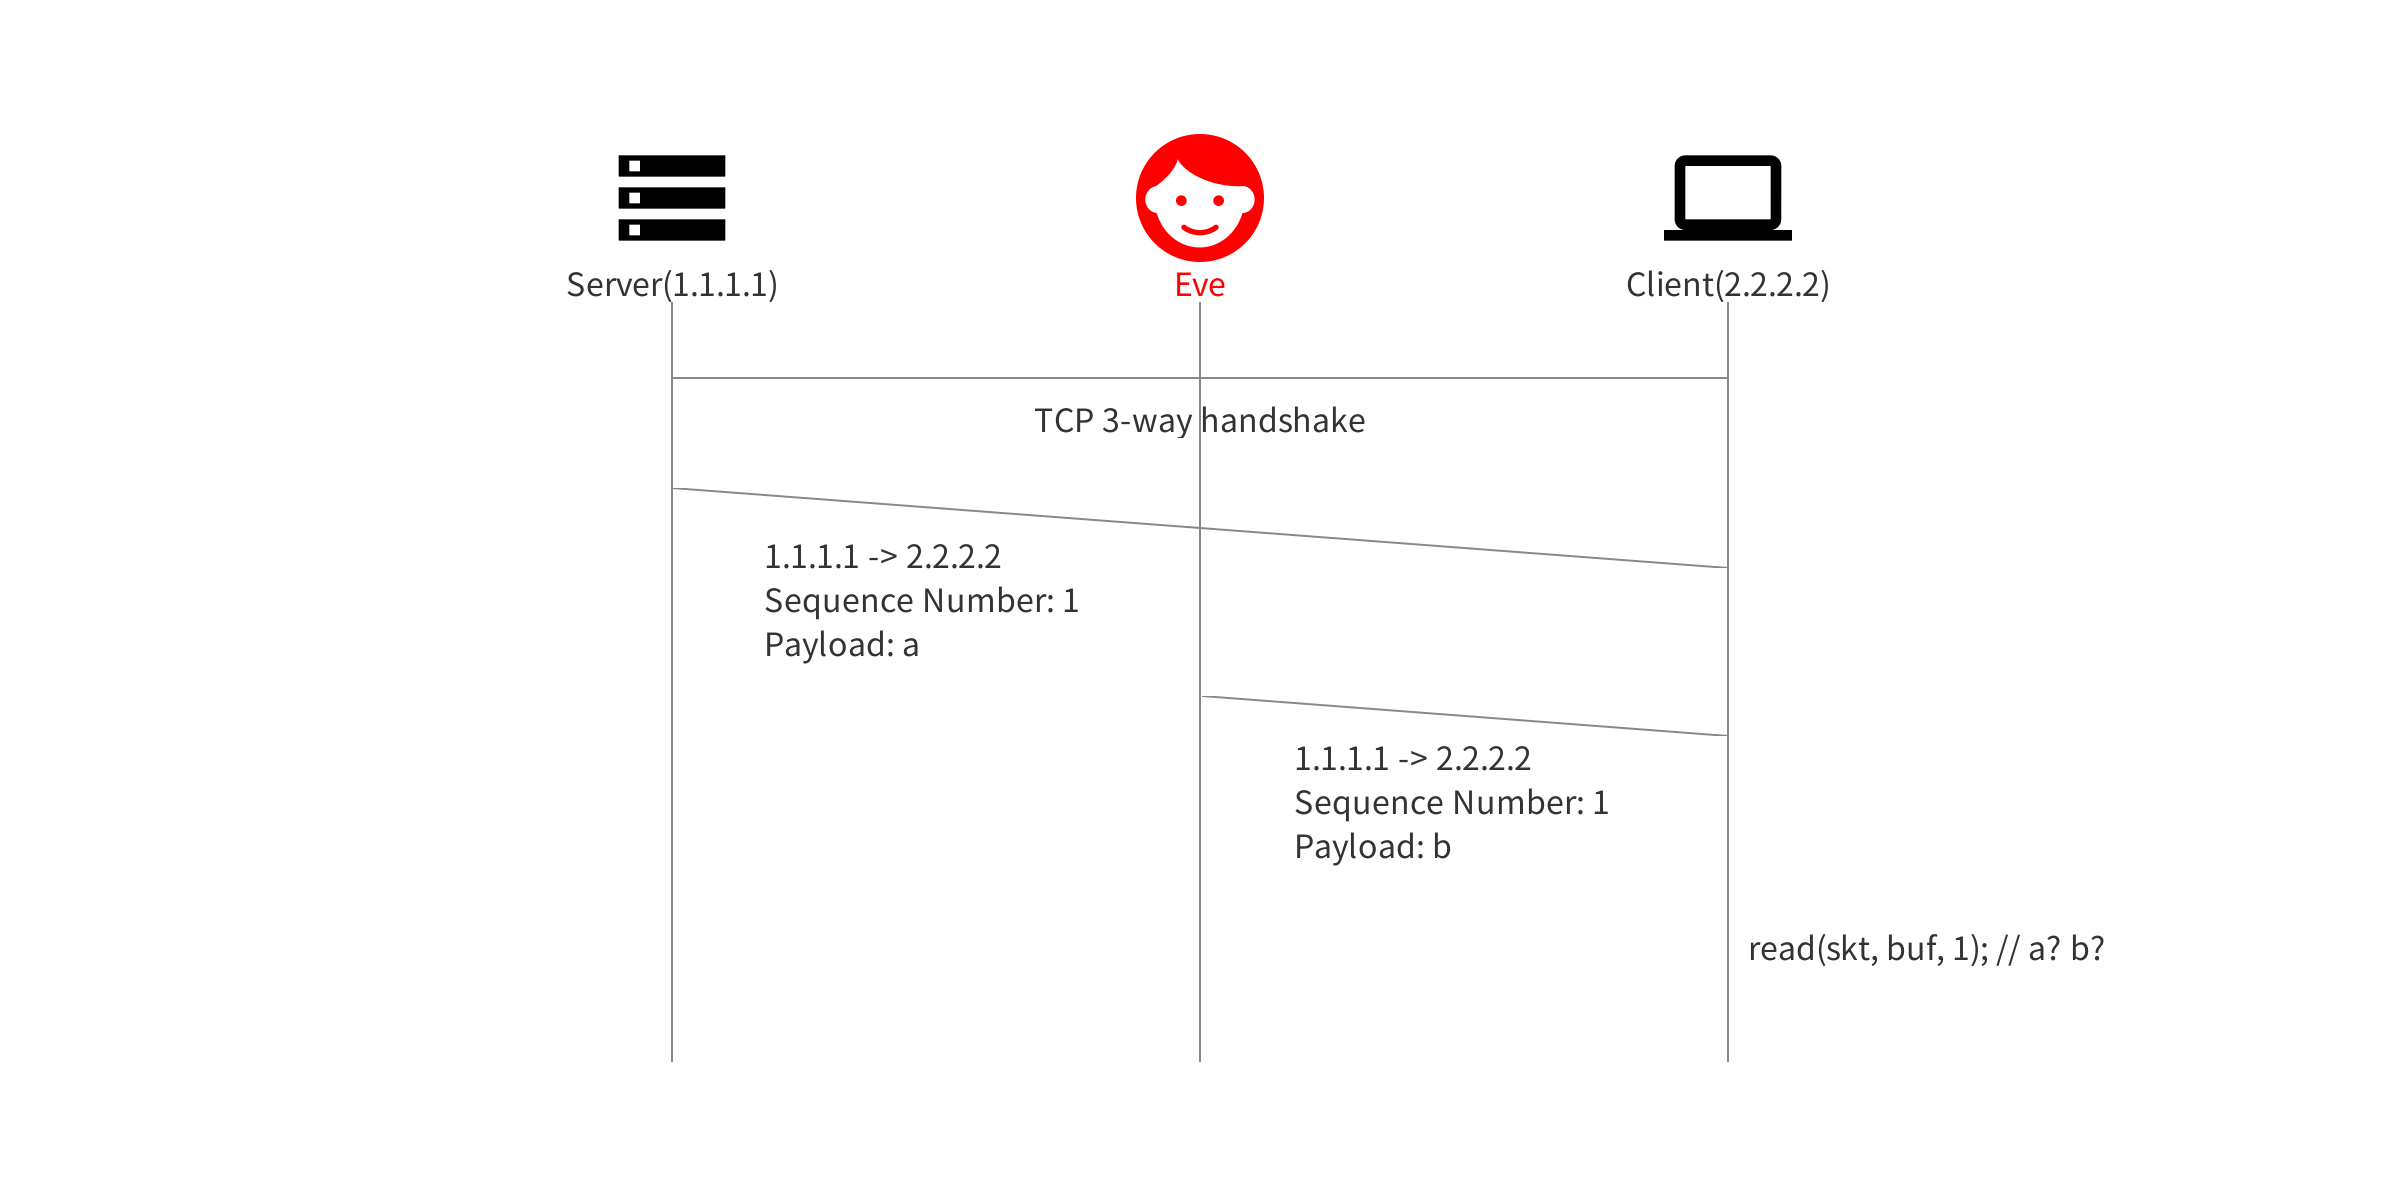 Server(1.1.1.1)
Eve
Client(2.2.2.2)
TCP 3-way handshake
1.1.1.1 -> 2.2.2.2
Sequence Number: 1
Payload: a
1.1.1.1 -> 2.2.2.2
Sequence Number: 1
Payload: b
read(skt, buf, 1); // a? b?